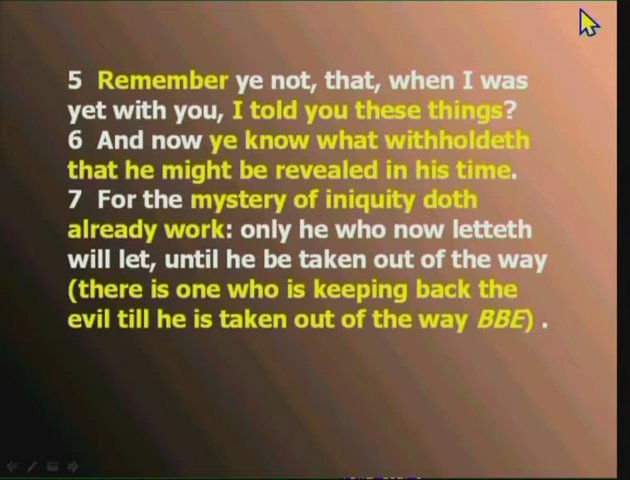 5 Remember ye not, that, when I was
yet with you, I told you these things?
6 And now ye know what withholdeth
that he might be revealed in his time.
7 For the mystery of iniquity doth
already work: only he who now letteth
will let, until he be taken out of the way
(there is one who is keeping back the
evil till he is taken out of the way BBE) .